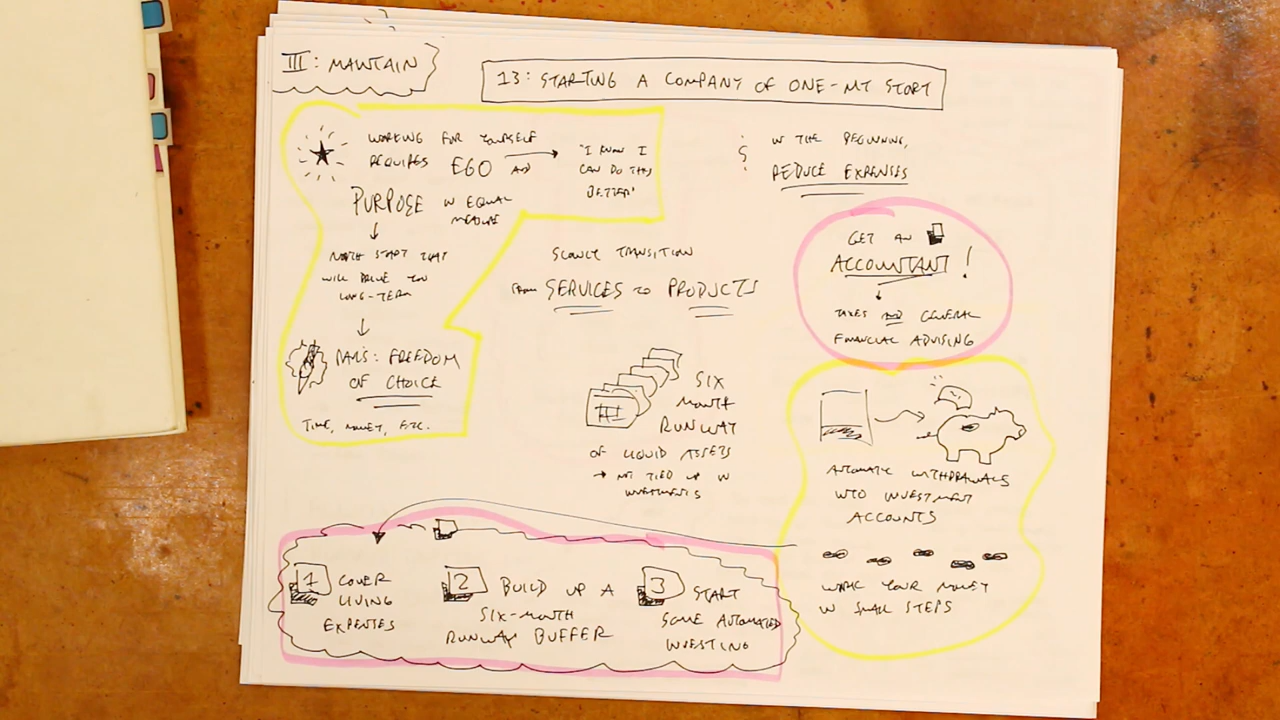 III: MAINTAIN
13: STARTING A COMPANY OF ONE - MY STORY
WORKING FOR YOURSELF
REQUIRES EGO AND
PURPOSE IN EQUAL
MEASURE
"I KNOW I
CAN DO THIS
BETTER"
NORTH START THAT
WILL DRIVE YOU
LONG-TERM
FREEDOM
OF CHOICE
TIME, MONEY, ETC.
IN THE BEGINNING,
REDUCE EXPENSES
SLOWLY TRANSITION
FROM SERVICES TO PRODUCTS
GET AN
ACCOUNTANT!
TAXES AND GENERAL
FINANCIAL ADVISING
SIX
MONTH
RUNWAY
OF LIQUID ASSETS
→ NOT TIED UP IN
INVESTMENTS
AUTOMATIC WITHDRAWALS
INTO INVESTMENT
ACCOUNTS
YOUR MONEY
IN SMALL STEPS
1 COVER
LIVING
EXPENSES
2 BUILD UP A
SIX-MONTH
RUNWAY BUFFER
3 START
SOME AUTOMATED
INVESTING